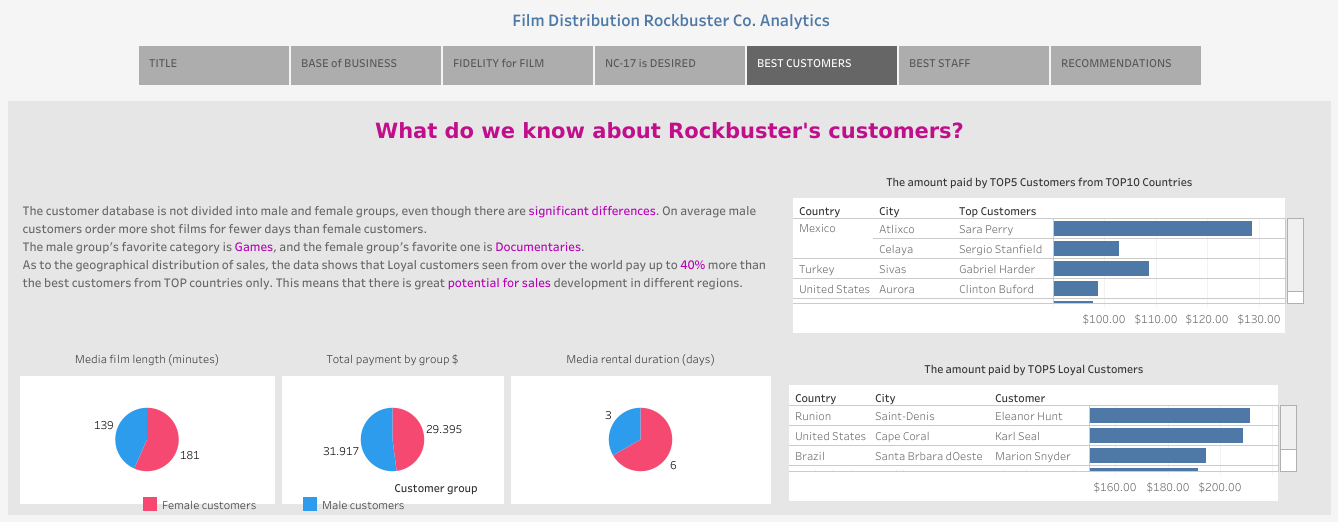 Film Distribution Rockbuster Co. Analytics
TITLE
BASE of BUSINESS
FIDELITY for FILM
NC-17 is DESIRED
BEST CUSTOMERS
BEST STAFF
RECOMMENDATIONS
What do we know about Rockbuster's customers?
The customer database is not divided into male and female groups, even though there are significant differences. On average male
customers order more shot films for fewer days than female customers.
The male group's favorite category is Games, and the female group's favorite one is Documentaries.
As to the geographical distribution of sales, the data shows that Loyal customers seen from over the world pay up to 40% more than
the best customers from TOP countries only. This means that there is great potential for sales development in different regions.
The amount paid by TOP5 Customers from TOP10 Countries
Country City Top Customers
Mexico Atlixco Sara Perry
Celaya Sergio Stanfield
Turkey Sivas Gabriel Harder
United States Aurora Clinton Buford
$100.00 $110.00 $120.00 $130.00
Media film length (minutes)
139
181
Total payment by group $
29.395
31.917
Media rental duration (days)
3
6
Customer group
Female customers
Male customers
The amount paid by TOP5 Loyal Customers
Country City Customer
Runion Saint-Denis Eleanor Hunt
United States Cape Coral Karl Seal
Brazil Santa Brbara dOeste Marion Snyder
$160.00 $180.00 $200.00